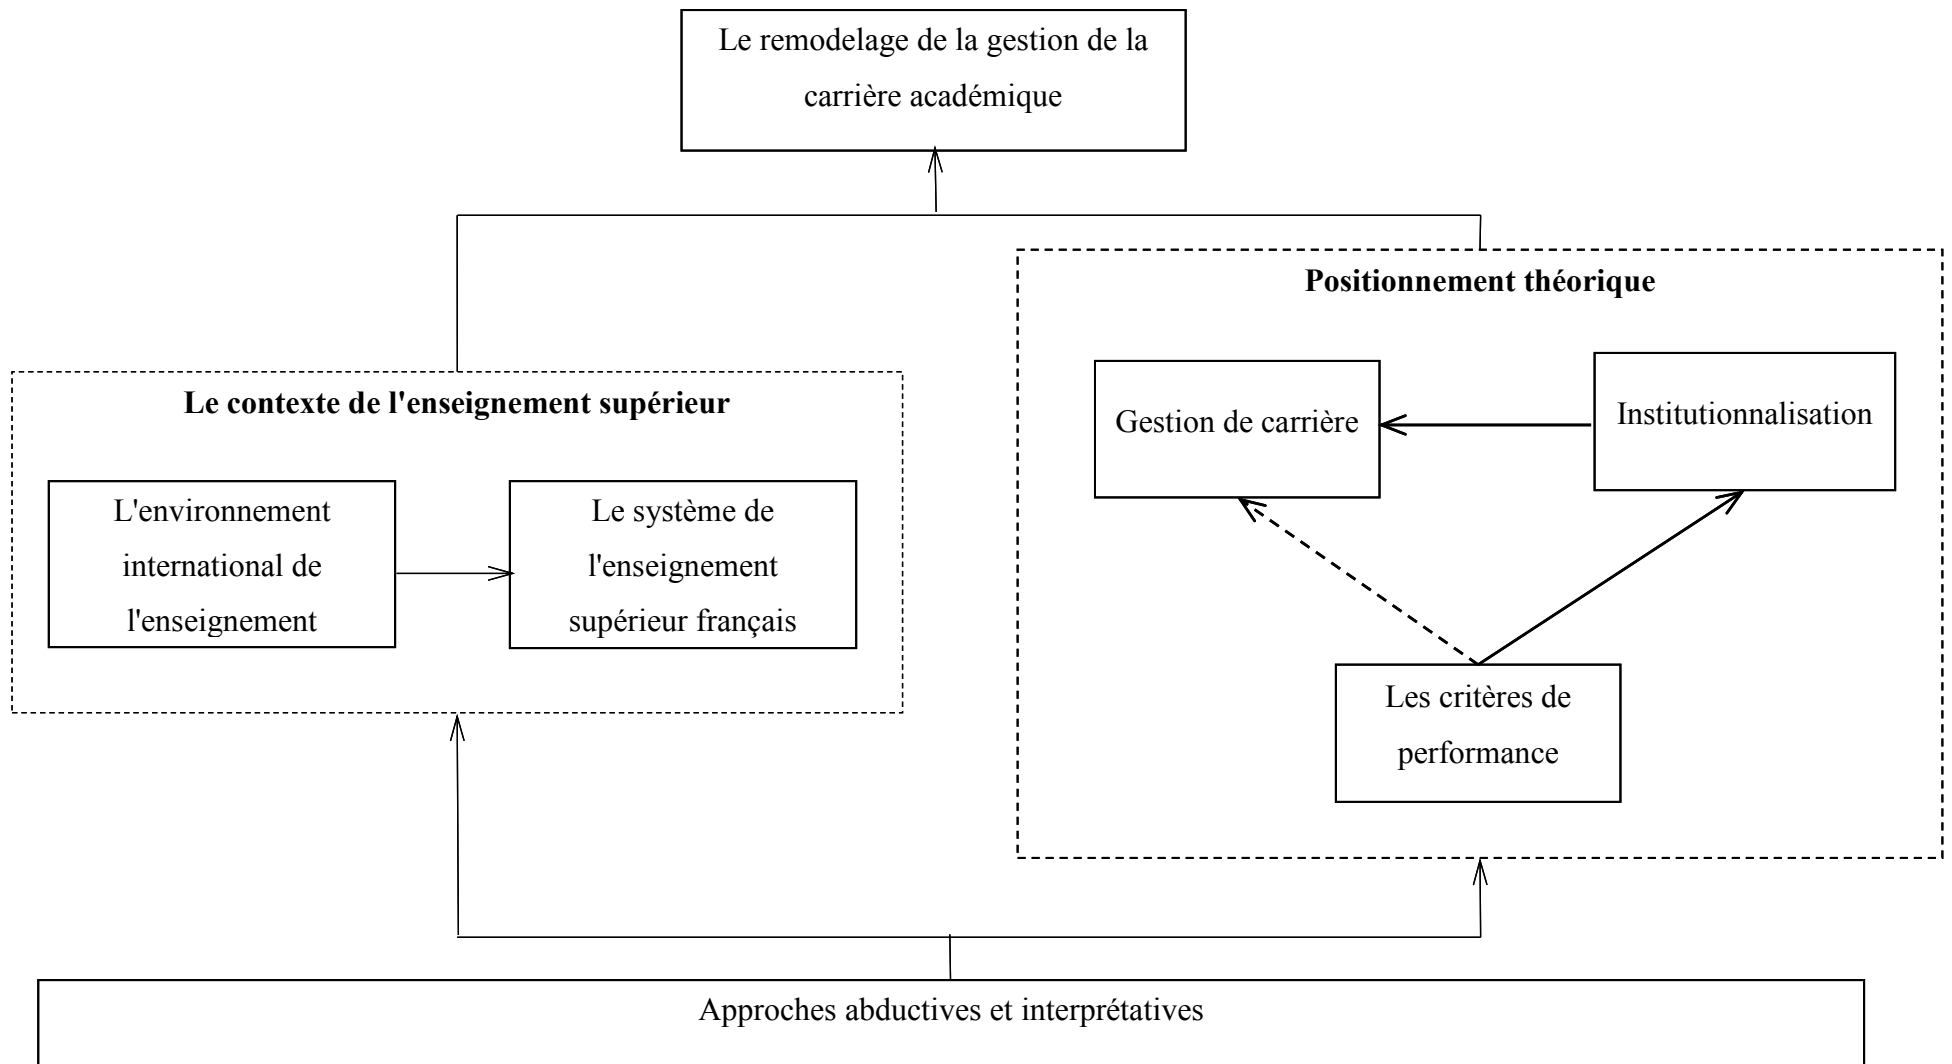 Le remodelage de la gestion de la
carrière académique
Positionnement théorique
Gestion de carrière
Institutionnalisation
Les critères de
performance
Le contexte de l'enseignement supérieur
L'environnement
international de
l'enseignement
Le système de
l'enseignement
supérieur français
Approches abductives et interprétatives